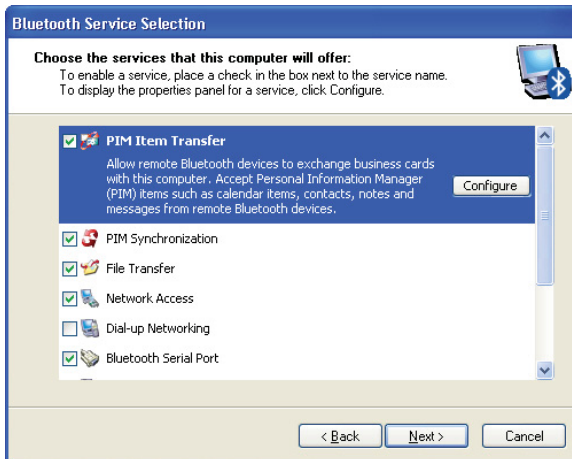 Bluetooth Service Selection
Choose the services that this computer will offer:
To enable a service, place a check in the box next to the service name.
To display the properties panel for a service, click Configure.
PIM Item Transfer
Allow remote Bluetooth devices to exchange business cards
with this computer. Accept Personal Information Manager
(PIM) items such as calendar items, contacts, notes and
messages from remote Bluetooth devices.
Configure
PIM Synchronization
File Transfer
Network Access
Dial-up Networking
Bluetooth Serial Port
< Back
Next >
Cancel